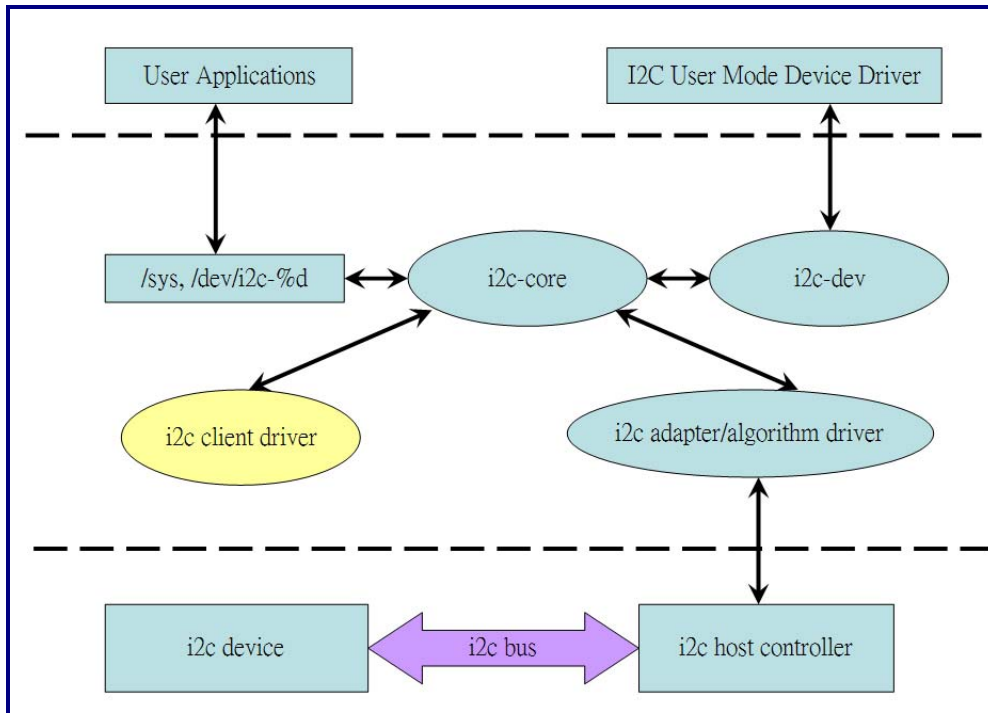 User Applications
I2C User Mode Device Driver
/sys, /dev/i2c-%d
i2c-core
i2c-dev
i2c client driver
i2c adapter/algorithm driver
i2c device
i2c bus
i2c host controller